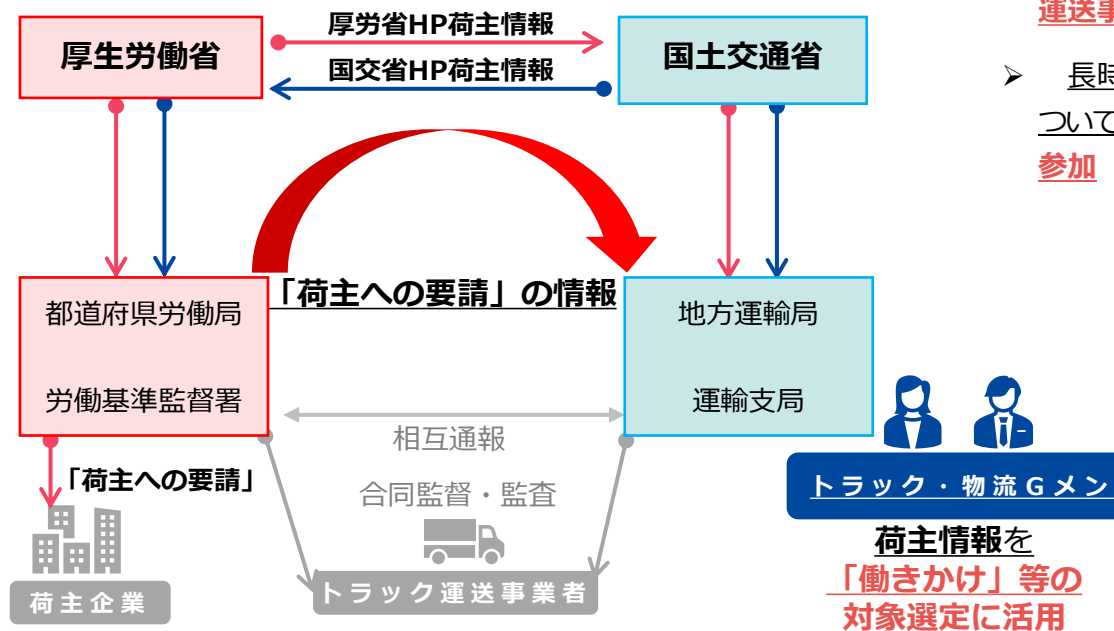 厚労省HP荷主情報
厚生労働省
国土交通省
国交省HP荷主情報
運送事
➢ 長時
ついて
参加
「荷主への要請」の情報
都道府県労働局
労働基準監督署
地方運輸局
運輸支局
相互通報
「荷主への要請」
合同監督・監査
荷主企業
トラック運送事業者
トラック・物流Gメン
荷主情報を
「働きかけ」等の
対象選定に活用